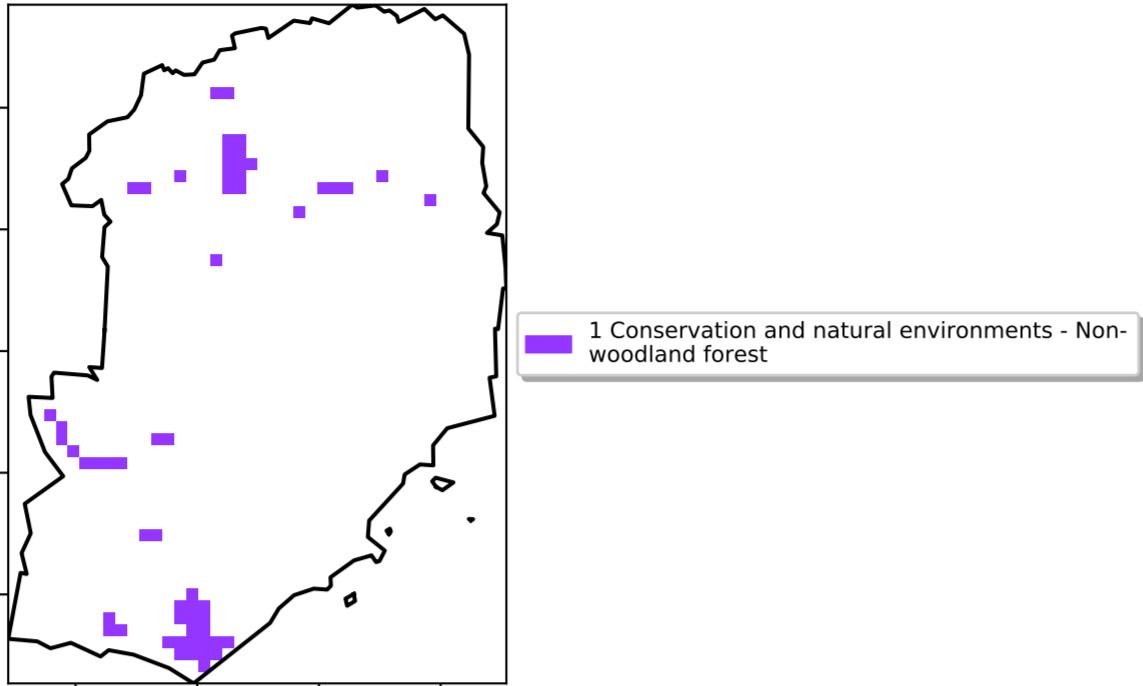 1 Conservation and natural environments - Non-
woodland forest